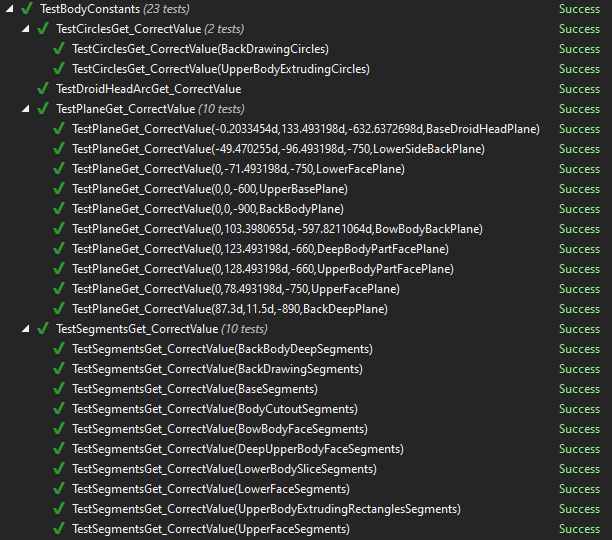 TestBodyConstants (23 tests) Success
TestCirclesGet_CorrectValue (2 tests) Success
TestCirclesGet_CorrectValue(BackDrawingCircles) Success
TestCirclesGet_CorrectValue(UpperBodyExtrudingCircles) Success
TestDroidHeadArcGet_CorrectValue Success
TestPlaneGet_CorrectValue (10 tests) Success
TestPlaneGet_CorrectValue(-0.2033454d,133.493198d,-632.6372698d,BaseDroidHeadPlane) Success
TestPlaneGet_CorrectValue(-49.470255d,-96.493198d,-750,LowerSideBackPlane) Success
TestPlaneGet_CorrectValue(0,-71.493198d,-750,LowerFacePlane) Success
TestPlaneGet_CorrectValue(0,0,-600,UpperBasePlane) Success
TestPlaneGet_CorrectValue(0,0,-900,BackBodyPlane) Success
TestPlaneGet_CorrectValue(0,103.3980655d,-597.8211064d,BowBodyBackPlane) Success
TestPlaneGet_CorrectValue(0,123.493198d,-660,DeepBodyPartFacePlane) Success
TestPlaneGet_CorrectValue(0,128.493198d,-660,UpperBodyPartFacePlane) Success
TestPlaneGet_CorrectValue(0,78.493198d,-750,UpperFacePlane) Success
TestPlaneGet_CorrectValue(87.3d,11.5d,-890,BackDeepPlane) Success
TestSegmentsGet_CorrectValue (10 tests) Success
TestSegmentsGet_CorrectValue(BackBodyDeepSegments) Success
TestSegmentsGet_CorrectValue(BackDrawingSegments) Success
TestSegmentsGet_CorrectValue(BaseSegments) Success
TestSegmentsGet_CorrectValue(BodyCutoutSegments) Success
TestSegmentsGet_CorrectValue(BowBodyFaceSegments) Success
TestSegmentsGet_CorrectValue(DeepUpperBodyFaceSegments) Success
TestSegmentsGet_CorrectValue(LowerBodySliceSegments) Success
TestSegmentsGet_CorrectValue(LowerFaceSegments) Success
TestSegmentsGet_CorrectValue(UpperBodyExtrudingRectanglesSegments) Success
TestSegmentsGet_CorrectValue(UpperFaceSegments) Success